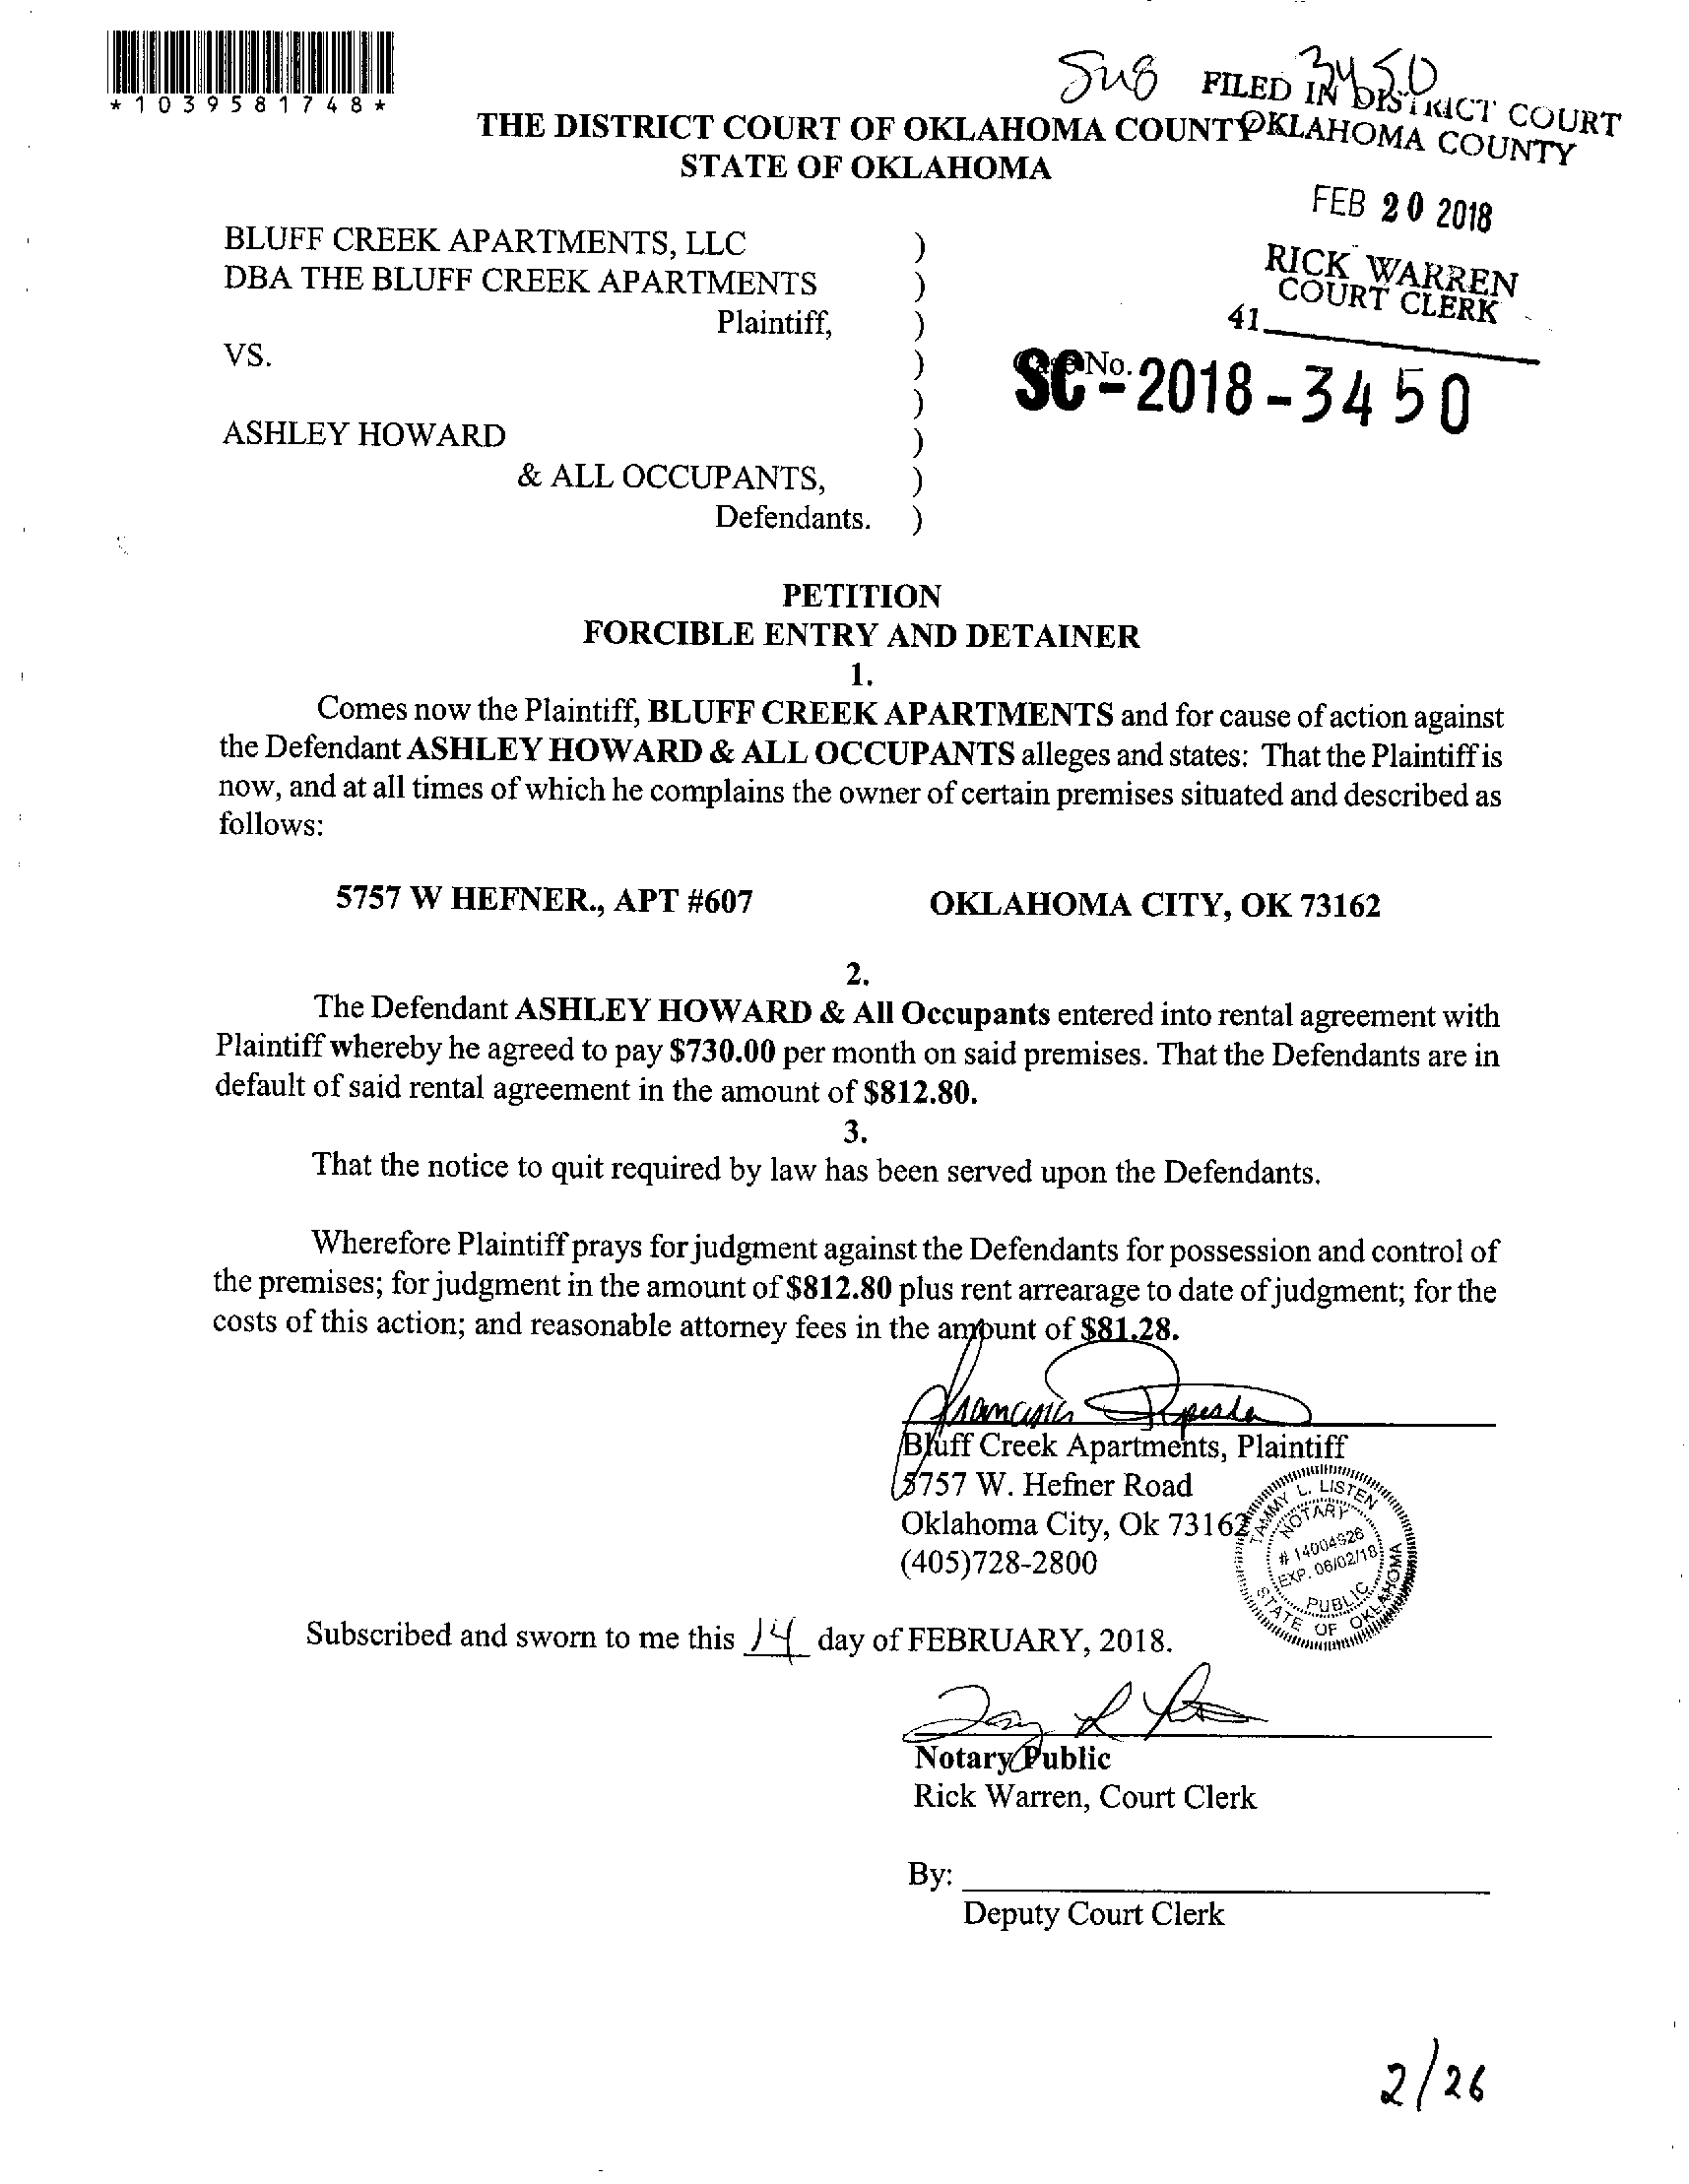 *1039581748*
3450
FILED IN DISTRICT COURT
OKLAHOMA COUNTY
THE DISTRICT COURT OF OKLAHOMA COUNTY
STATE OF OKLAHOMA
FEB 20 2018
RICK WARREN
COURT CLERK
41
BLUFF CREEK APARTMENTS, LLC )
DBA THE BLUFF CREEK APARTMENTS )
Plaintiff, )
VS. )
)
ASHLEY HOWARD )
& ALL OCCUPANTS, )
Defendants. )
Case No.
SC-2018-3450
PETITION
FORCIBLE ENTRY AND DETAINER
1.
Comes now the Plaintiff, BLUFF CREEK APARTMENTS and for cause of action against
the Defendant ASHLEY HOWARD & ALL OCCUPANTS alleges and states: That the Plaintiff is
now, and at all times of which he complains the owner of certain premises situated and described as
follows:
5757 W HEFNER., APT #607 OKLAHOMA CITY, OK 73162
2.
The Defendant ASHLEY HOWARD & All Occupants entered into rental agreement with
Plaintiff whereby he agreed to pay $730.00 per month on said premises. That the Defendants are in
default of said rental agreement in the amount of $812.80.
3.
That the notice to quit required by law has been served upon the Defendants.
Wherefore Plaintiff prays for judgment against the Defendants for possession and control of
the premises; for judgment in the amount of $812.80 plus rent arrearage to date of judgment; for the
costs of this action; and reasonable attorney fees in the amount of $81.28.
Bluff Creek Apartments, Plaintiff
5757 W. Hefner Road
Oklahoma City, Ok 73162
(405)728-2800
TAMMY L. LISTEN
NOTARY
# 14004926
EXP. 06/02/18
PUBLIC
STATE OF OKLAHOMA
Subscribed and sworn to me this 14 day of FEBRUARY, 2018.
Notary Public
Rick Warren, Court Clerk
By:
Deputy Court Clerk
2/26